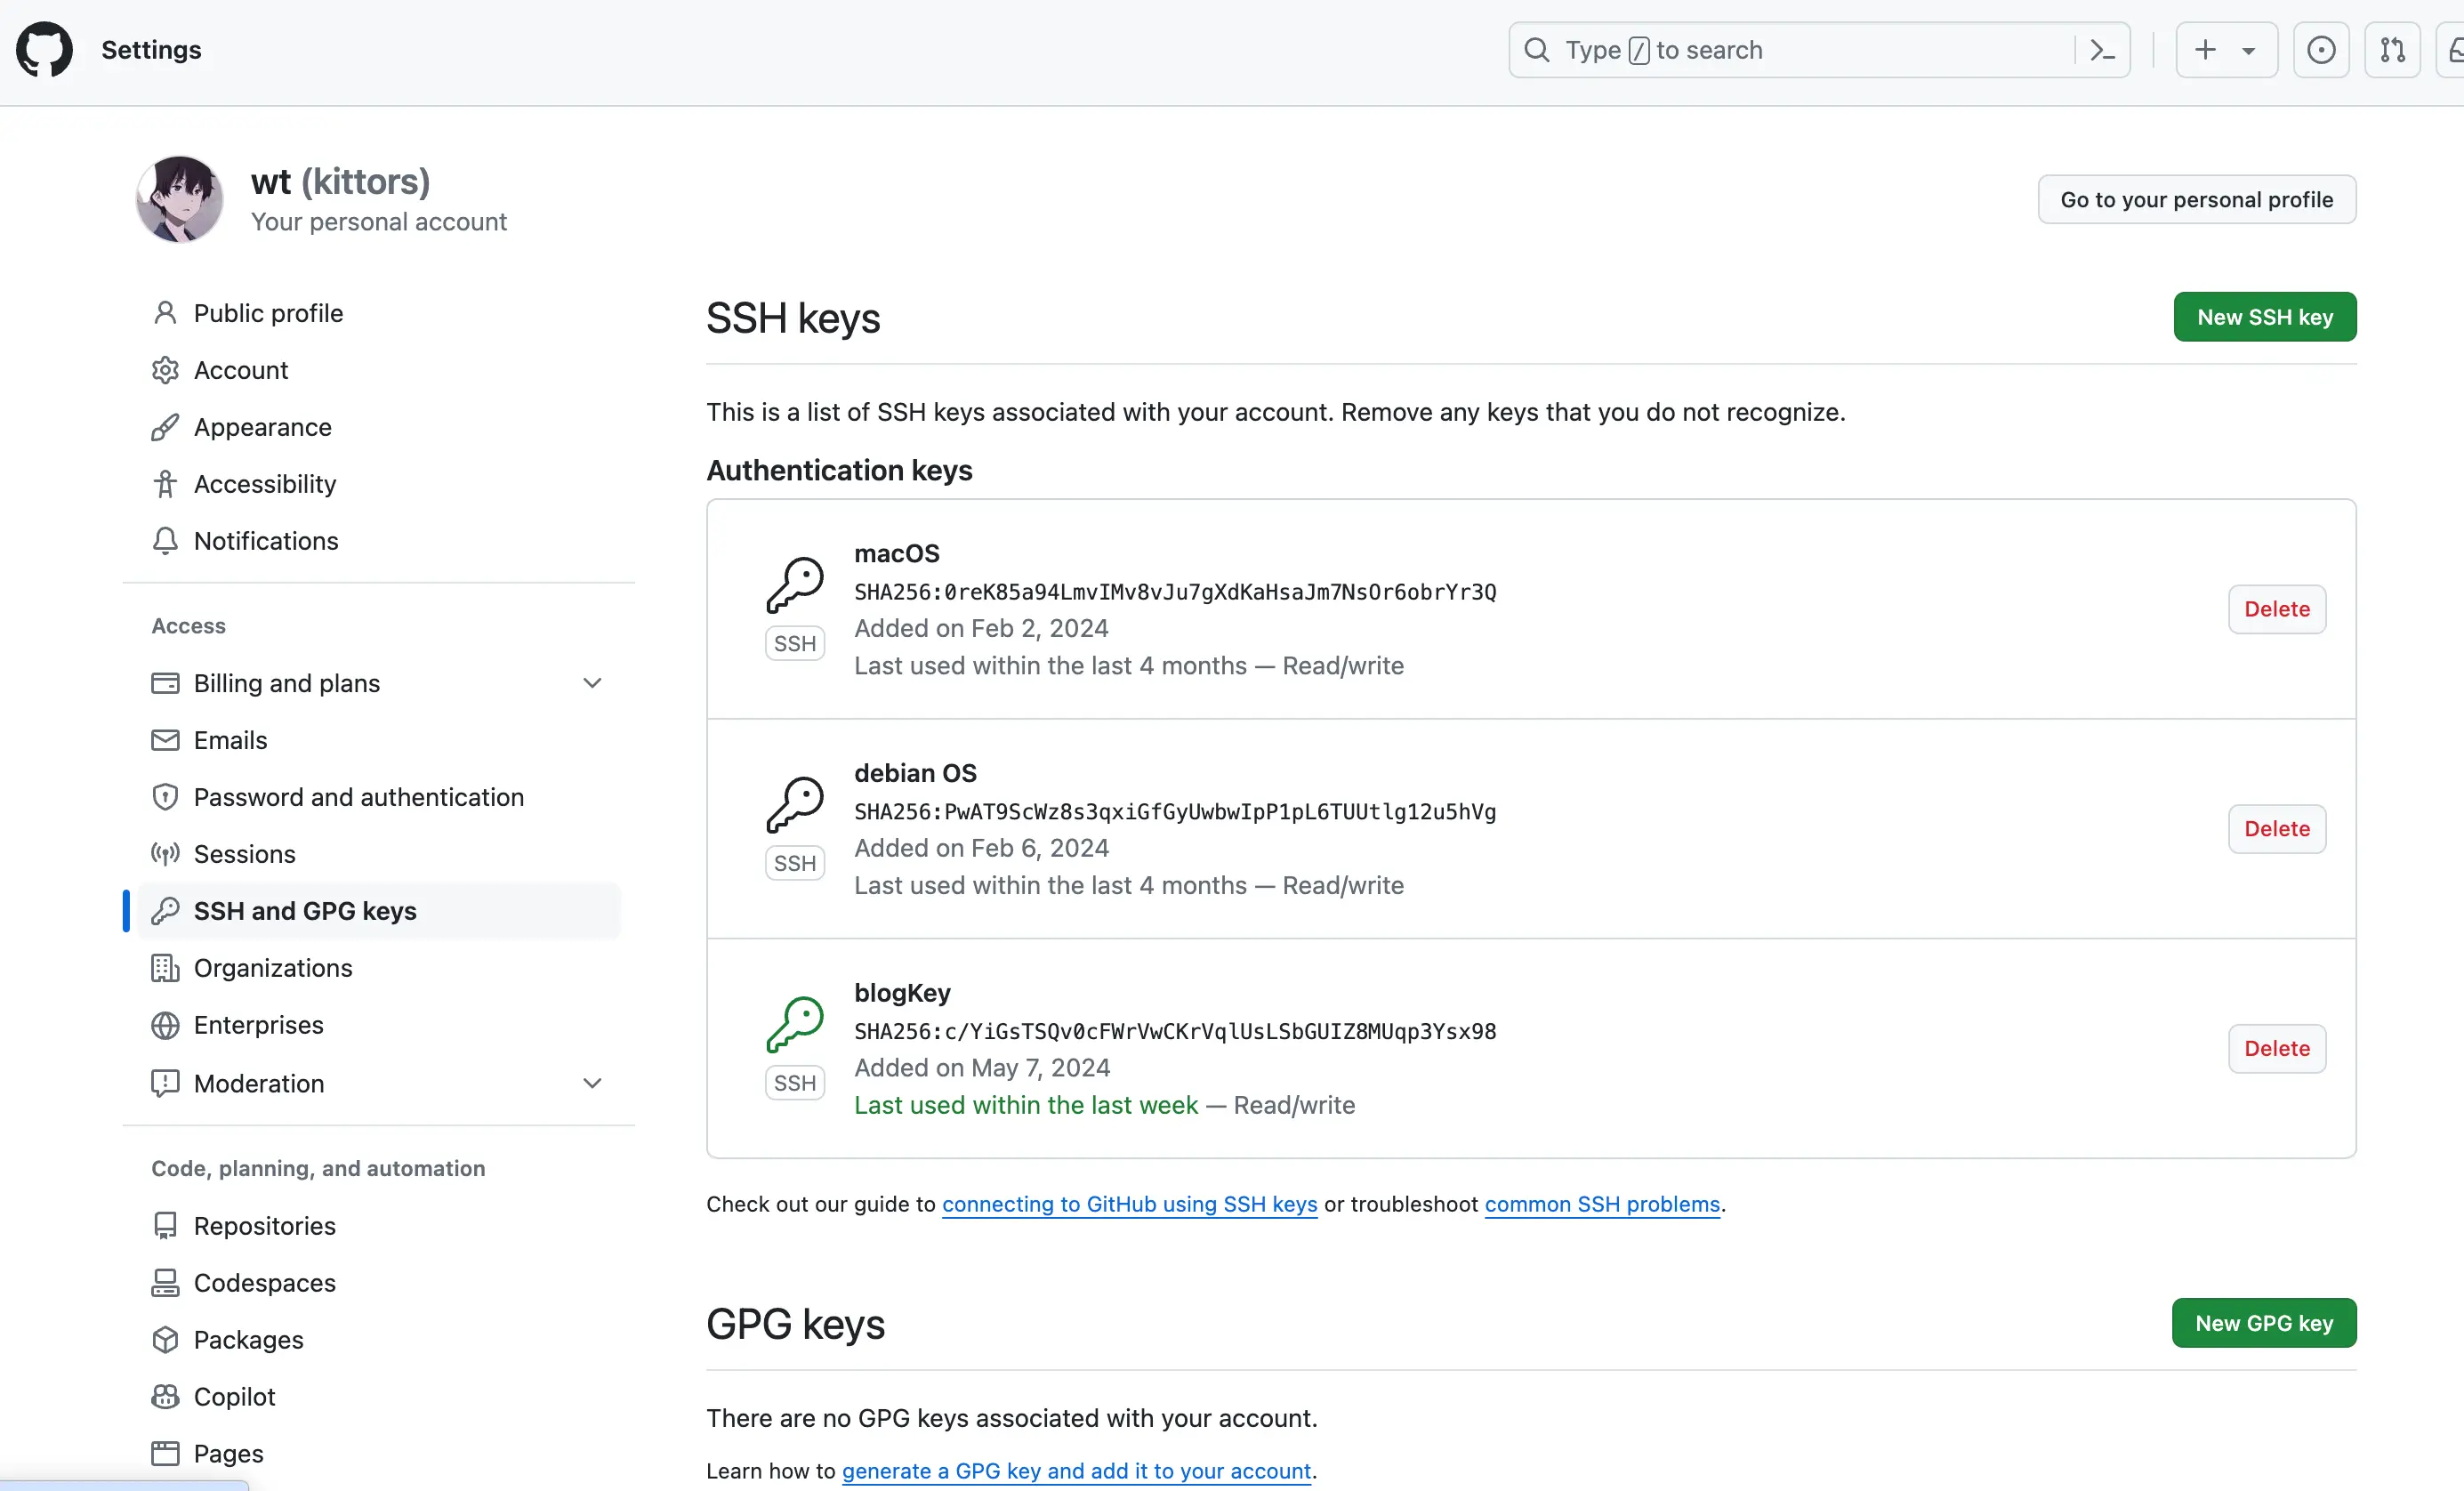 Settings
Type / to search
wt (kittors)
Your personal account
Go to your personal profile
Public profile
Account
Appearance
Accessibility
Notifications
Access
Billing and plans
Emails
Password and authentication
Sessions
SSH and GPG keys
Organizations
Enterprises
Moderation
Code, planning, and automation
Repositories
Codespaces
Packages
Copilot
Pages
SSH keys
New SSH key
This is a list of SSH keys associated with your account. Remove any keys that you do not recognize.
Authentication keys
macOS
SHA256:0reK85a94LmvIMv8vJu7gXdKaHsaJm7NsOr6obrYr3Q
Added on Feb 2, 2024
Last used within the last 4 months — Read/write
SSH
Delete
debian OS
SHA256:PwAT9ScWz8s3qxiGfGyUwbwIpP1pL6TUUtlg12u5hVg
Added on Feb 6, 2024
Last used within the last 4 months — Read/write
SSH
Delete
blogKey
SHA256:c/YiGsTSQv0cFWrVwCKrVqlUsLSbGUIZ8MUqp3Ysx98
Added on May 7, 2024
Last used within the last week — Read/write
SSH
Delete
Check out our guide to connecting to GitHub using SSH keys or troubleshoot common SSH problems.
GPG keys
New GPG key
There are no GPG keys associated with your account.
Learn how to generate a GPG key and add it to your account.